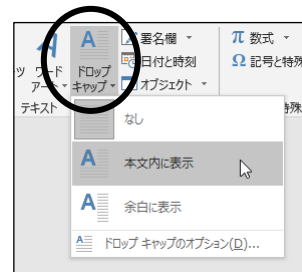 署名欄
数式
ツ ワード ドロップ
日付と時刻
記号と特殊
アート キャップ
オブジェクト
テキスト
特殊
なし
本文内に表示
余白に表示
ドロップ キャップのオプション(D)...